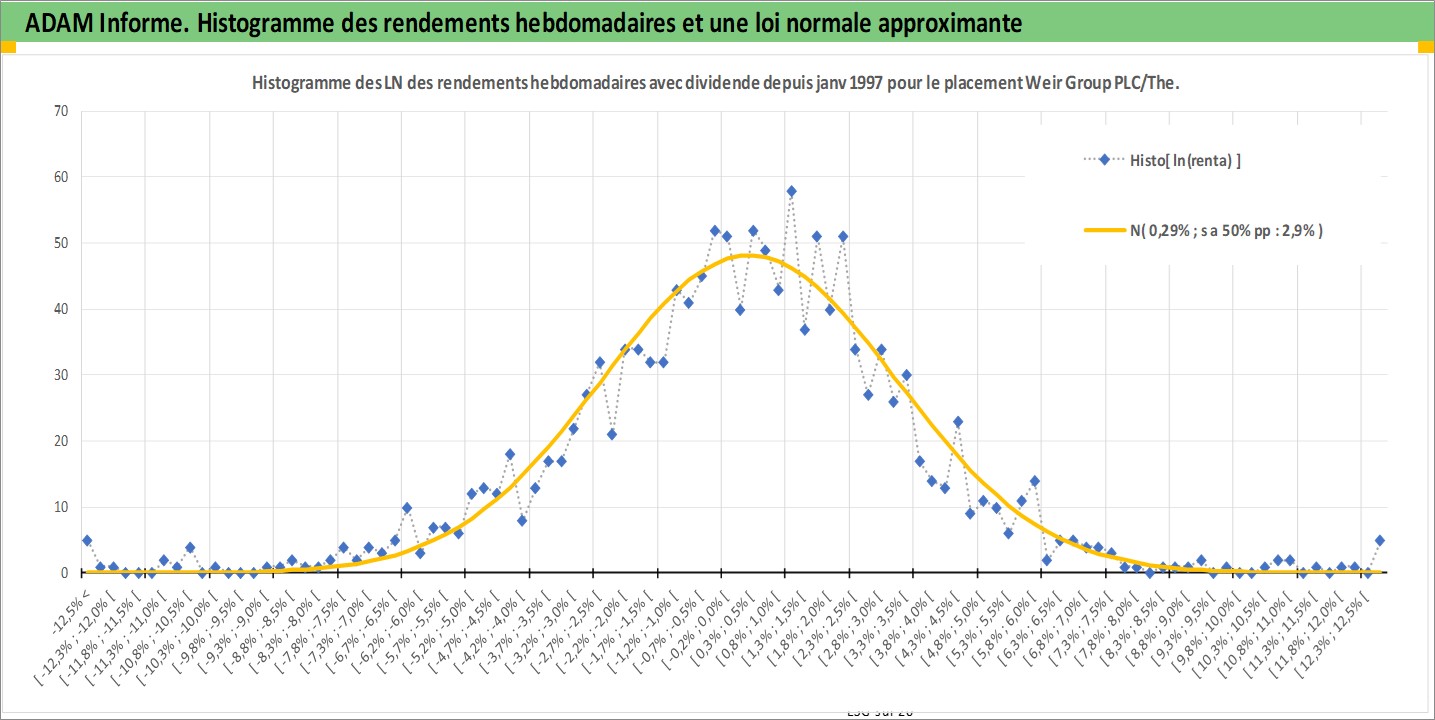 ADAM Informe. Histogramme des rendements hebdomadaires et une loi normale approximante
Histogramme des LN des rendements hebdomadaires avec dividende depuis janv 1997 pour le placement Weir Group PLC/The.
70
60
50
40
30
20
10
0
Histo[ ln(renta) ]
N( 0,29% ; s a 50% pp : 2,9% )
-12,5% <
[ -12,3% ; -12,0% [
[ -11,8% ; -11,5% [
[ -11,3% ; -11,0% [
[ -10,8% ; -10,5% [
[ -10,3% ; -10,0% [
[ -9,8% ; -9,5% [
[ -9,3% ; -9,0% [
[ -8,8% ; -8,5% [
[ -8,3% ; -8,0% [
[ -7,8% ; -7,5% [
[ -7,3% ; -7,0% [
[ -6,7% ; -6,5% [
[ -6,2% ; -6,0% [
[ -5,7% ; -5,5% [
[ -5,2% ; -5,0% [
[ -4,7% ; -4,5% [
[ -4,2% ; -4,0% [
[ -3,7% ; -3,5% [
[ -3,2% ; -3,0% [
[ -2,7% ; -2,5% [
[ -2,2% ; -2,0% [
[ -1,7% ; -1,5% [
[ -1,2% ; -1,0% [
[ -0,7% ; -0,5% [
[ -0,2% ; 0,0% [
[ 0,3% ; 0,5% [
[ 0,8% ; 1,0% [
[ 1,3% ; 1,5% [
[ 1,8% ; 2,0% [
[ 2,3% ; 2,5% [
[ 2,8% ; 3,0% [
[ 3,3% ; 3,5% [
[ 3,8% ; 4,0% [
[ 4,3% ; 4,5% [
[ 4,8% ; 5,0% [
[ 5,3% ; 5,5% [
[ 5,8% ; 6,0% [
[ 6,3% ; 6,5% [
[ 6,8% ; 7,0% [
[ 7,3% ; 7,5% [
[ 7,8% ; 8,0% [
[ 8,3% ; 8,5% [
[ 8,8% ; 9,0% [
[ 9,3% ; 9,5% [
[ 9,8% ; 10,0% [
[ 10,3% ; 10,5% [
[ 10,8% ; 11,0% [
[ 11,3% ; 11,5% [
[ 11,8% ; 12,0% [
[ 12,3% ; 12,5% [